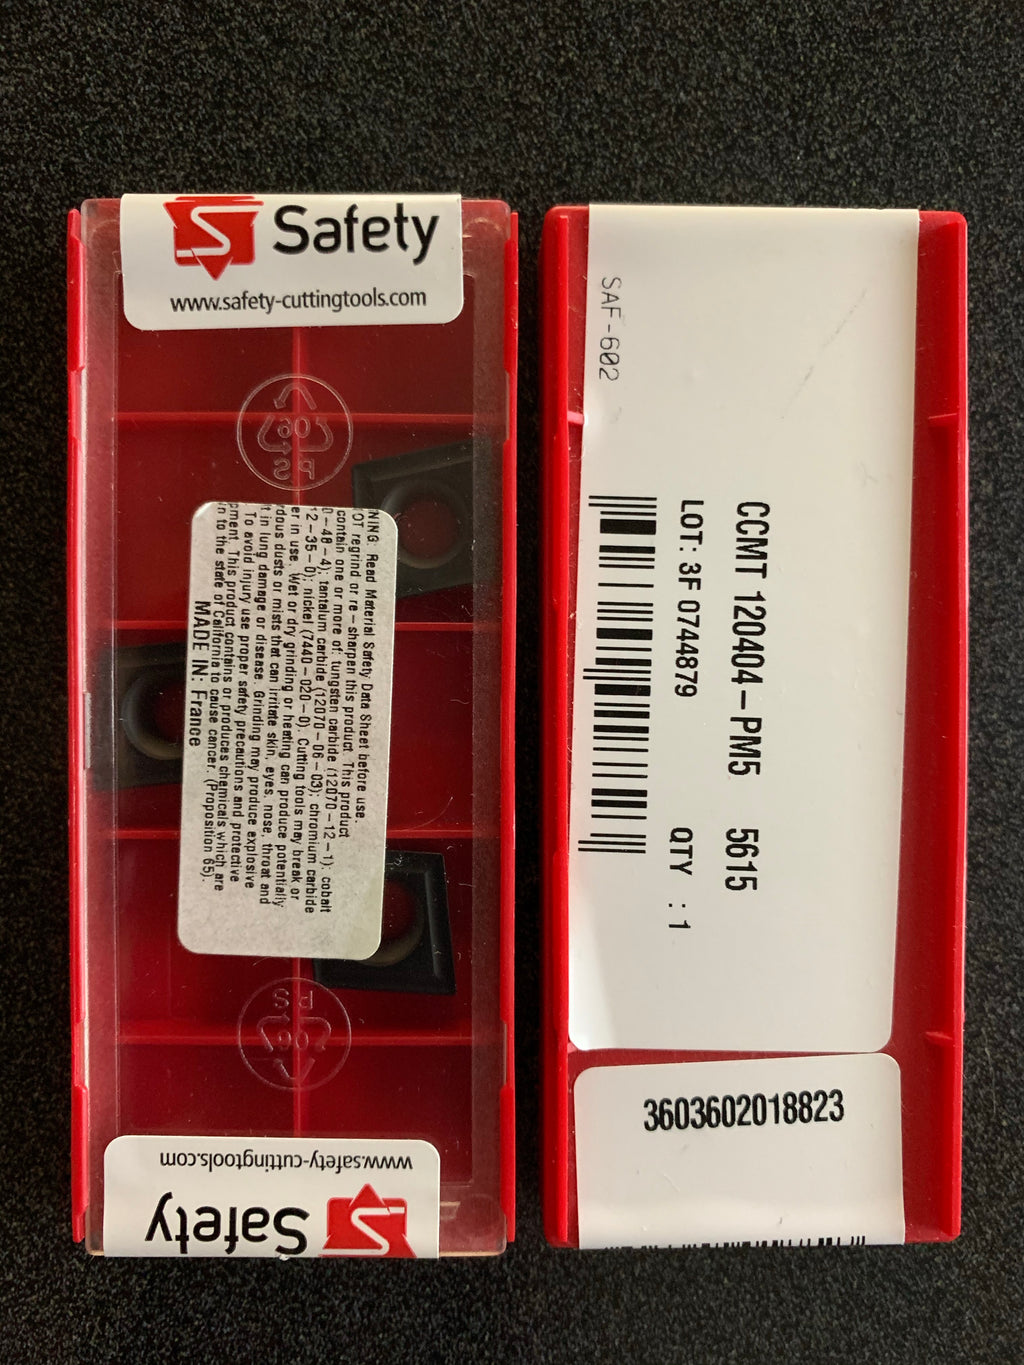 Safety
www.safety-cuttingtools.com
06
PS
NING: Read Material Safety Data Sheet before use.
OT regrind or re-sharpen this product. This product
contain one or more of: tungsten carbide (12070-12-1); cobalt
0-48-4); tantalum carbide (12070-06-03); chromium carbide
12-35-0); nickel (7440-020-0). Cutting tools may break or
er in use. Wet or dry grinding or heating can produce potentially
rdous dusts or mists that can irritate skin, eyes, nose, throat and
t in lung damage or disease. Grinding may produce explosive
To avoid injury use proper safety precautions and protective
pment. This product contains or produces chemicals which are
n to the state of California to cause cancer. (Proposition 65).
MADE IN: France
PS
06
www.safety-cuttingtools.com
Safety
SAF-602
CCMT 120404-PM5 5615
LOT: 3F 0744879 QTY : 1
3603602018823